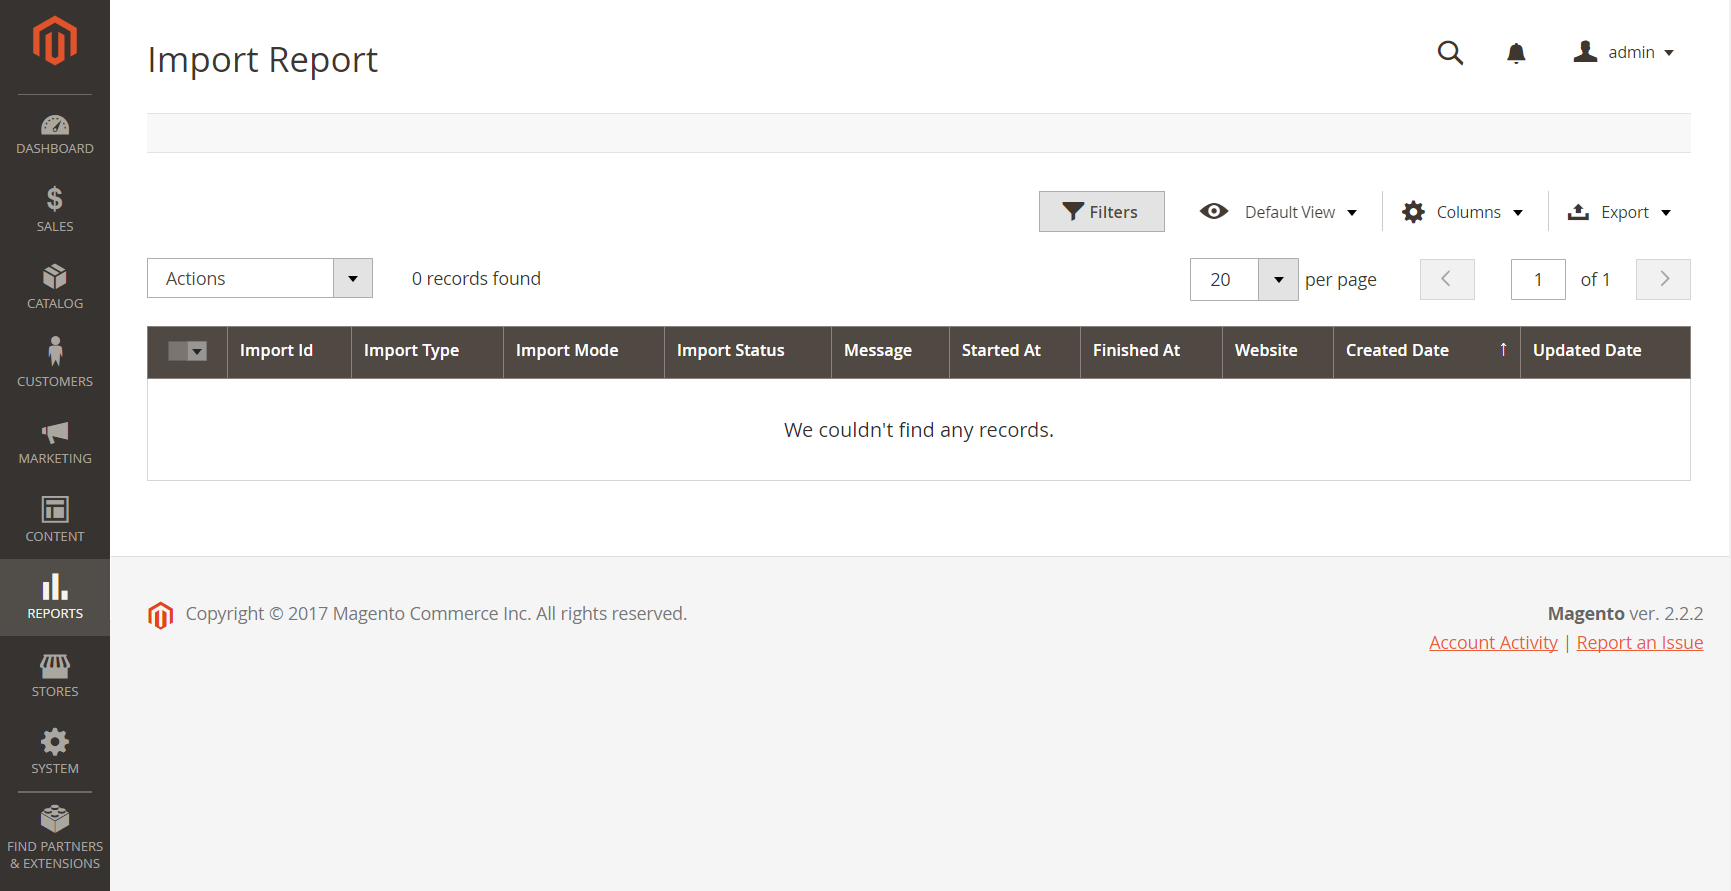 Import Report
admin
DASHBOARD
SALES
CATALOG
CUSTOMERS
MARKETING
CONTENT
REPORTS
STORES
SYSTEM
FIND PARTNERS
& EXTENSIONS
Filters
Default View
Columns
Export
Actions
0 records found
20
per page
1
of 1
Import Id
Import Type
Import Mode
Import Status
Message
Started At
Finished At
Website
Created Date ↑
Updated Date
We couldn't find any records.
Copyright © 2017 Magento Commerce Inc. All rights reserved.
Magento ver. 2.2.2
Account Activity | Report an Issue